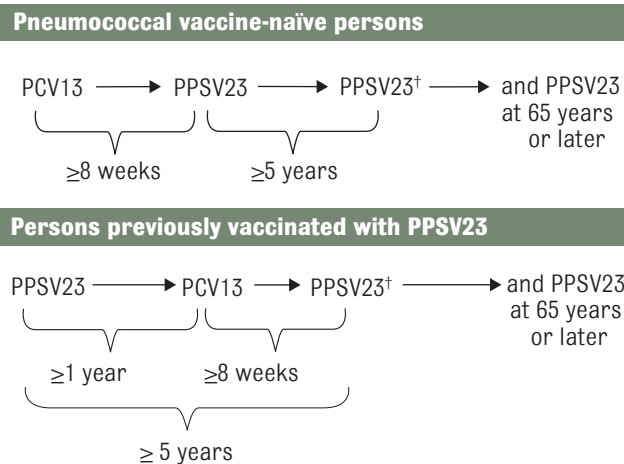 Pneumococcal vaccine-naïve persons
PCV13 PPSV23 PPSV23† and PPSV23
at 65 years
or later
≥8 weeks ≥5 years
Persons previously vaccinated with PPSV23
PPSV23 PCV13 PPSV23† and PPSV23
at 65 years
or later
≥1 year ≥8 weeks
≥ 5 years